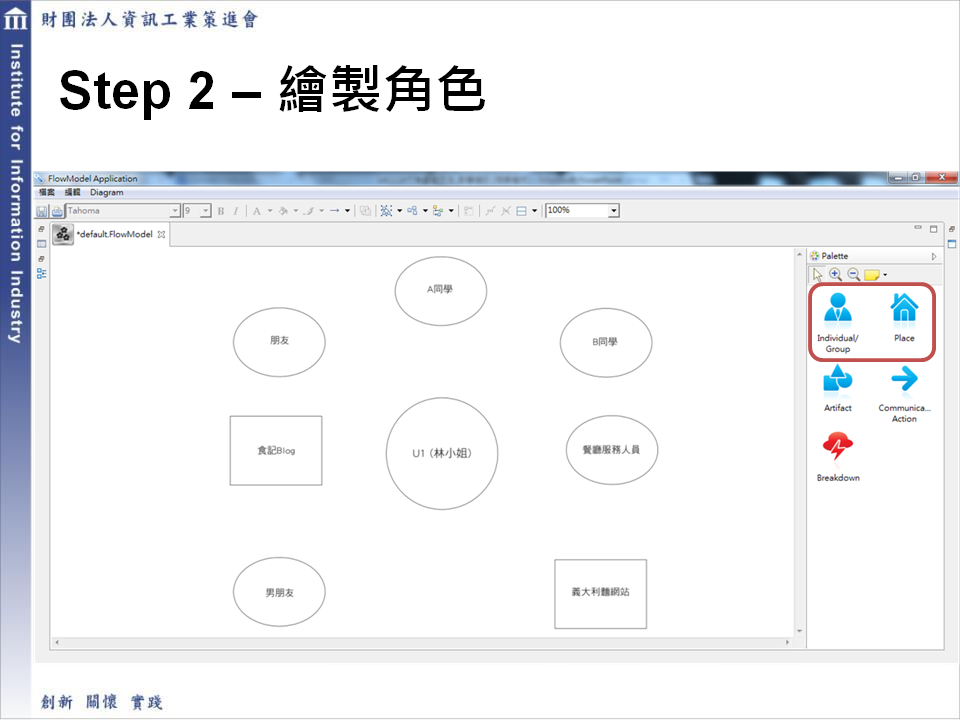 財團法人資訊工業策進會
Institute for Information Industry
Step 2 – 繪製角色
FlowModel Application
檔案 編輯 Diagram
Tahoma 9 B I A 100%
*default.FlowModel
Palette
A同學
朋友
B同學
Individual/
Group
Place
食記Blog
U1 (林小姐)
餐廳服務人員
Artifact
Communica...
Action
Breakdown
男朋友
義大利麵網站
創新 關懷 實踐